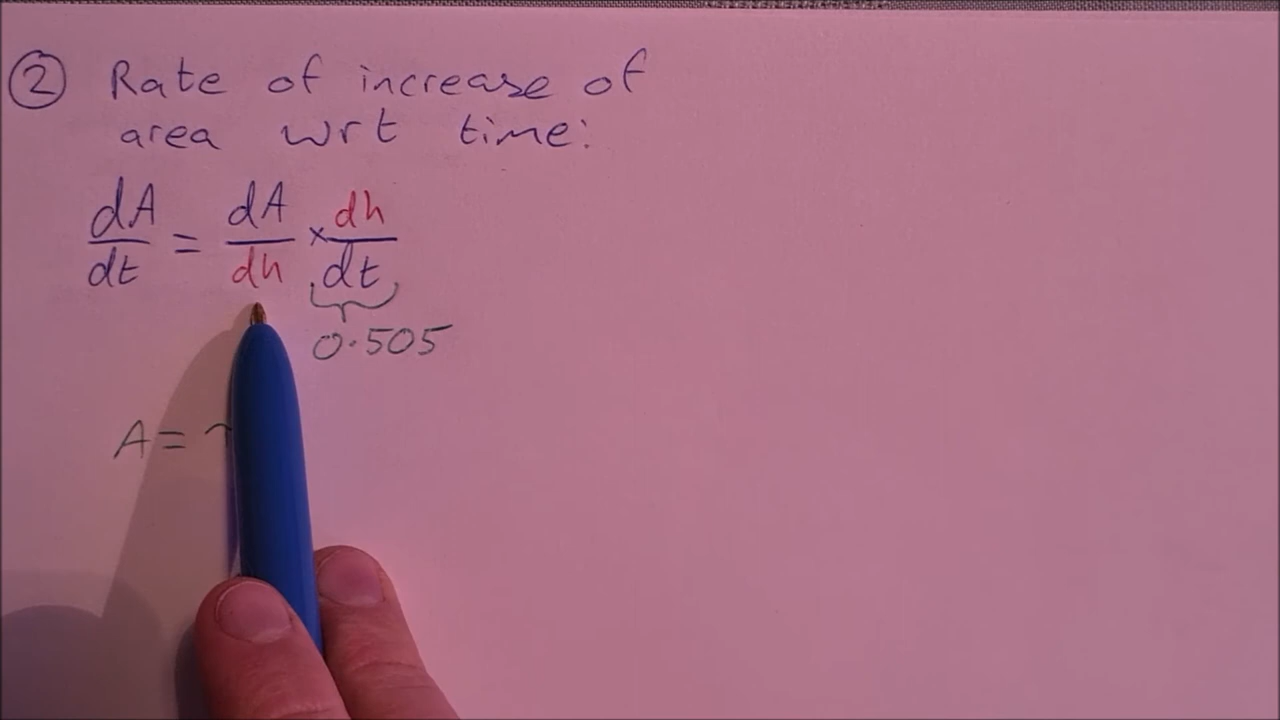 ② Rate of increase of
area wrt time:
dA/dt = dA/dh × dh/dt
0.505
A =